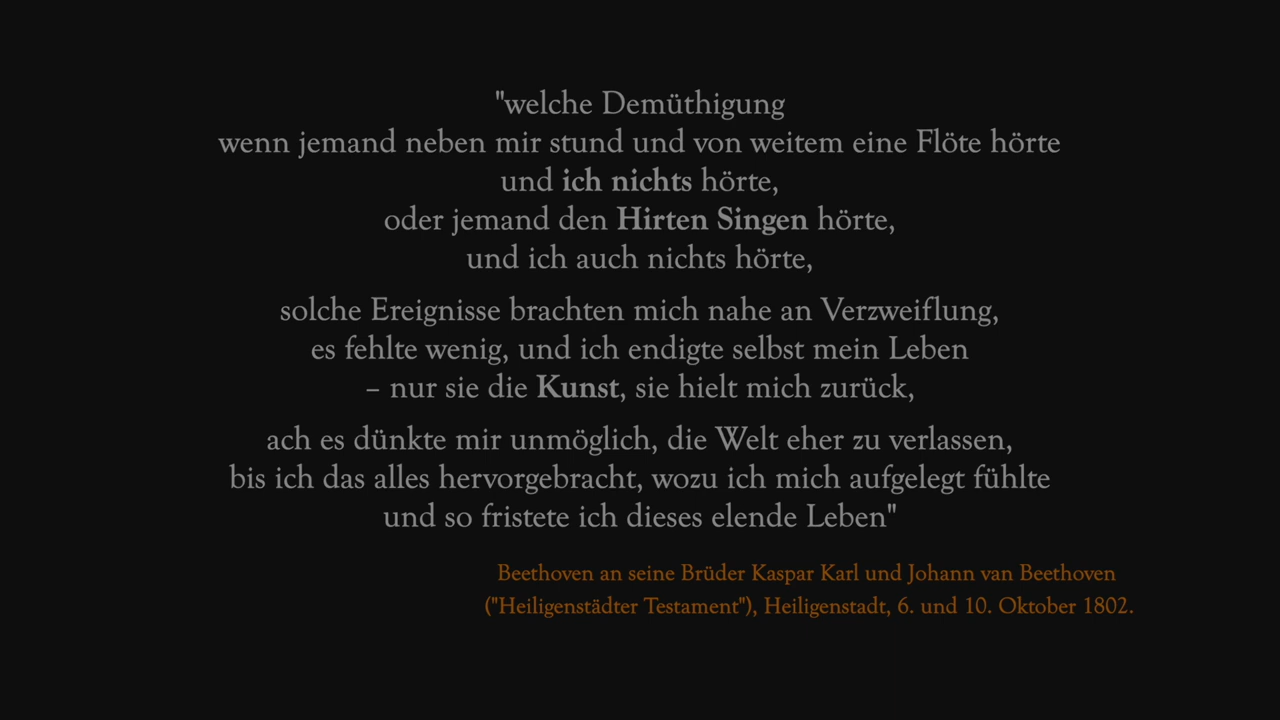 "welche Demüthigung
wenn jemand neben mir stund und von weitem eine Flöte hörte
und ich nichts hörte,
oder jemand den Hirten Singen hörte,
und ich auch nichts hörte,
solche Ereignisse brachten mich nahe an Verzweiflung,
es fehlte wenig, und ich endigte selbst mein Leben
– nur sie die Kunst, sie hielt mich zurück,
ach es dünkte mir unmöglich, die Welt eher zu verlassen,
bis ich das alles hervorgebracht, wozu ich mich aufgelegt fühlte
und so fristete ich dieses elende Leben"
Beethoven an seine Brüder Kaspar Karl und Johann van Beethoven
("Heiligenstädter Testament"), Heiligenstadt, 6. und 10. Oktober 1802.